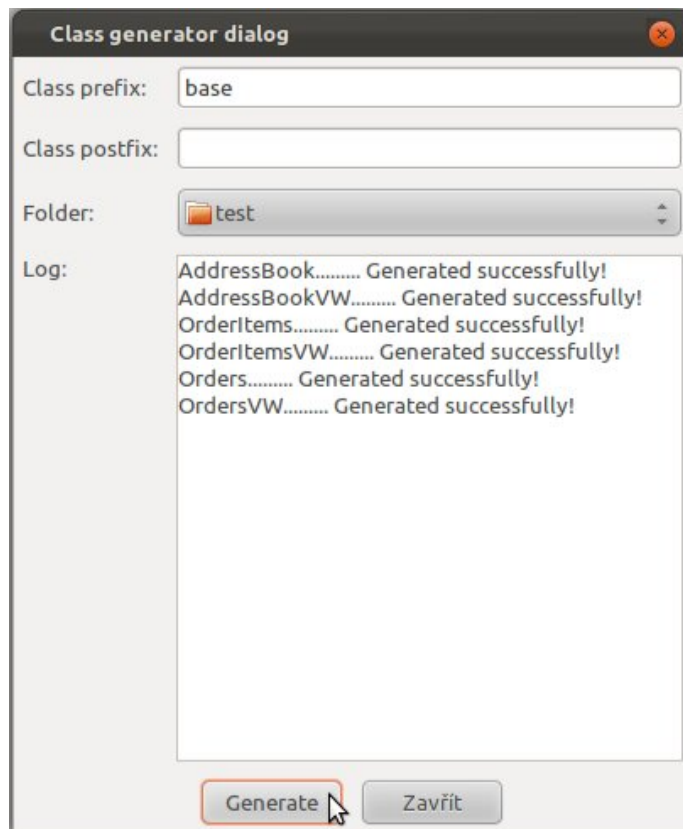 Class generator dialog
Class prefix: base
Class postfix:
Folder: test
Log:
AddressBook......... Generated successfully!
AddressBookVW......... Generated successfully!
OrderItems......... Generated successfully!
OrderItemsVW......... Generated successfully!
Orders......... Generated successfully!
OrdersVW......... Generated successfully!
Generate Zavřít